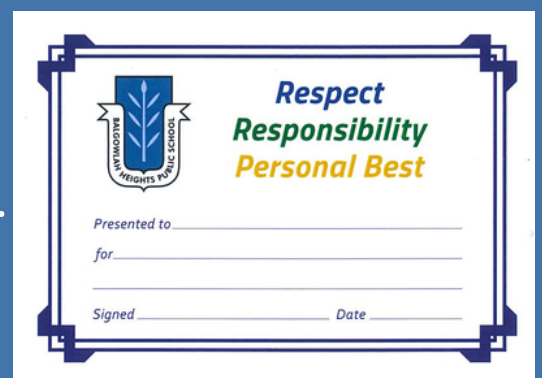 BALGOWLAH HEIGHTS PUBLIC SCHOOL
Respect
Responsibility
Personal Best
Presented to
for
Signed Date